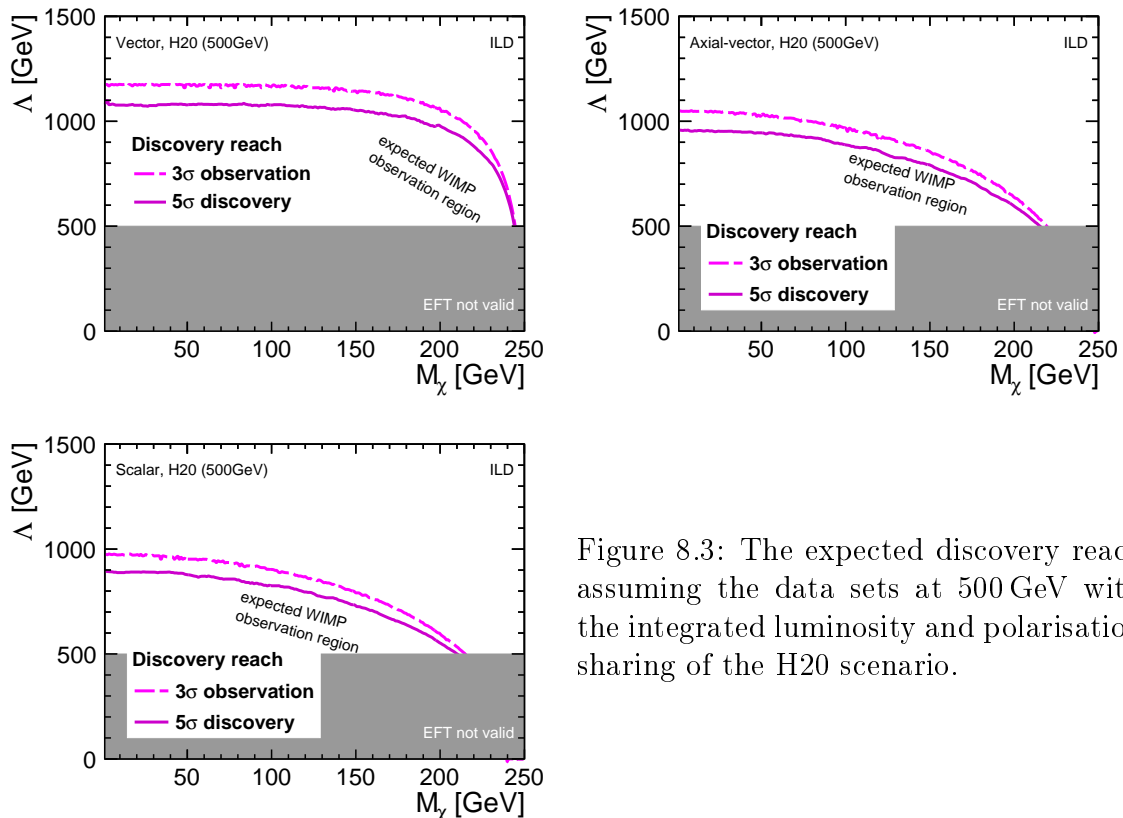 1500
Vector, H20 (500GeV) ILD
Λ [GeV]
1000
Discovery reach
3σ observation
5σ discovery
expected WIMP
observation region
500
EFT not valid
0
50 100 150 200 250
Mχ [GeV]
1500
Axial-vector, H20 (500GeV) ILD
Λ [GeV]
1000
expected WIMP
observation region
500
Discovery reach
3σ observation
5σ discovery
EFT not valid
0
50 100 150 200 250
Mχ [GeV]
1500
Scalar, H20 (500GeV) ILD
Λ [GeV]
1000
expected WIMP
observation region
500
Discovery reach
3σ observation
5σ discovery
EFT not valid
0
50 100 150 200 250
Mχ [GeV]
Figure 8.3: The expected discovery reac
assuming the data sets at 500 GeV wit
the integrated luminosity and polarisatio
sharing of the H20 scenario.